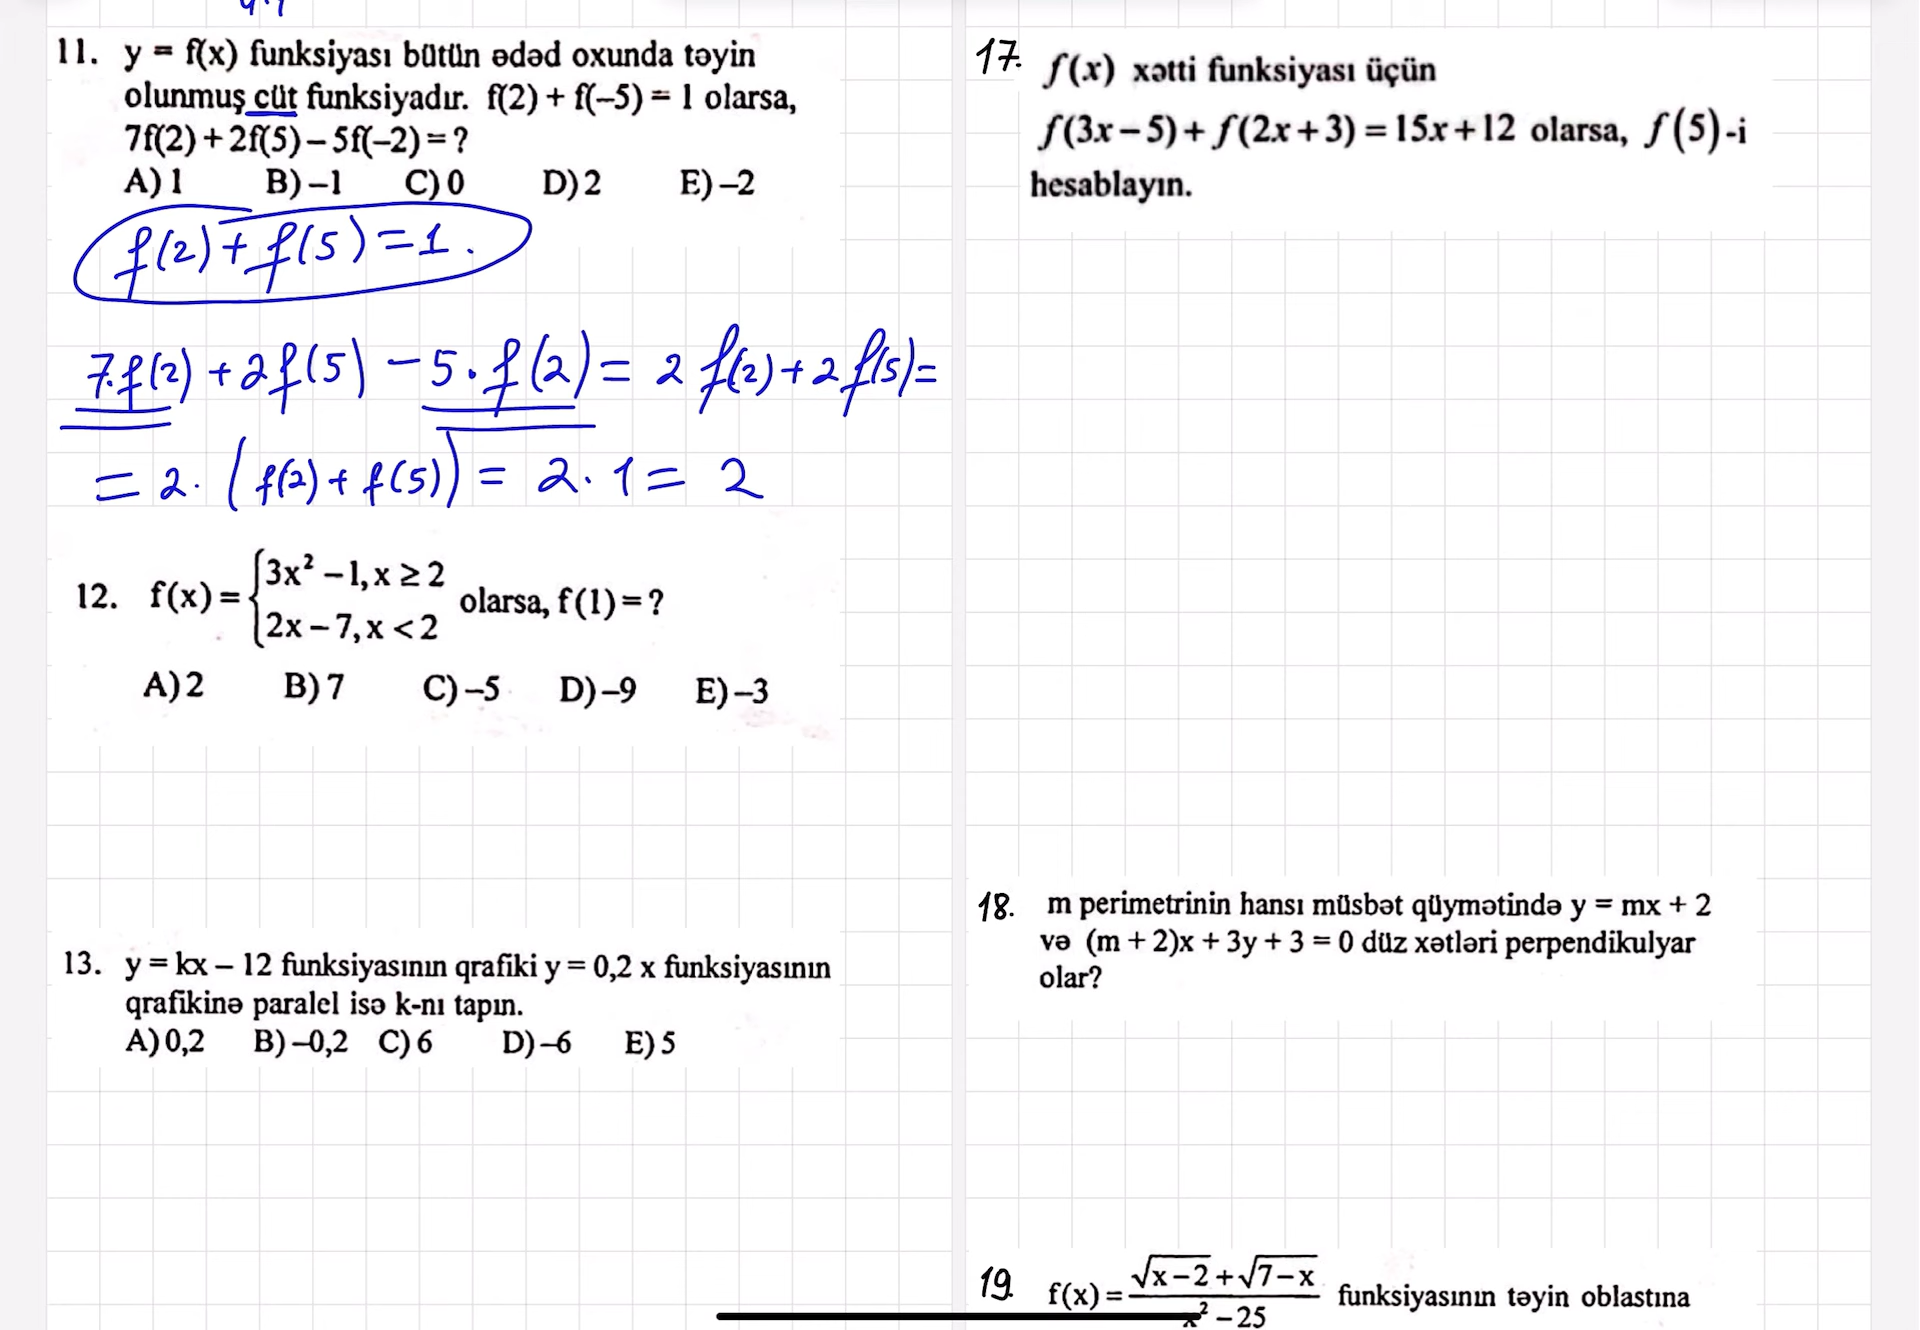 11. y = f(x) funksiyası bütün ədəd oxunda təyin
olunmuş cüt funksiyadır. f(2) + f(–5) = 1 olarsa,
7f(2) + 2f(5) – 5f(–2) = ?
A) 1 B) –1 C) 0 D) 2 E) –2
f(2) + f(5) = 1.
7.f(2) + 2f(5) – 5·f(2) = 2 f(2) + 2 f(5) =
= 2·(f(2) + f(5)) = 2·1 = 2
12. f(x) = {3x² – 1, x ≥ 2
2x – 7, x < 2 olarsa, f(1) = ?
A) 2 B) 7 C) –5 D) –9 E) –3
13. y = kx – 12 funksiyasının qrafiki y = 0,2 x funksiyasının
qrafikinə paralel isə k-nı tapın.
A) 0,2 B) –0,2 C) 6 D) –6 E) 5
17. f(x) xətti funksiyası üçün
f(3x – 5) + f(2x + 3) = 15x + 12 olarsa, f(5)-i
hesablayın.
18. m perimetrinin hansı müsbət qüymətində y = mx + 2
və (m + 2)x + 3y + 3 = 0 düz xətləri perpendikulyar
olar?
19. f(x) = (√x–2 + √7–x) / (x² – 25) funksiyasının təyin oblastına